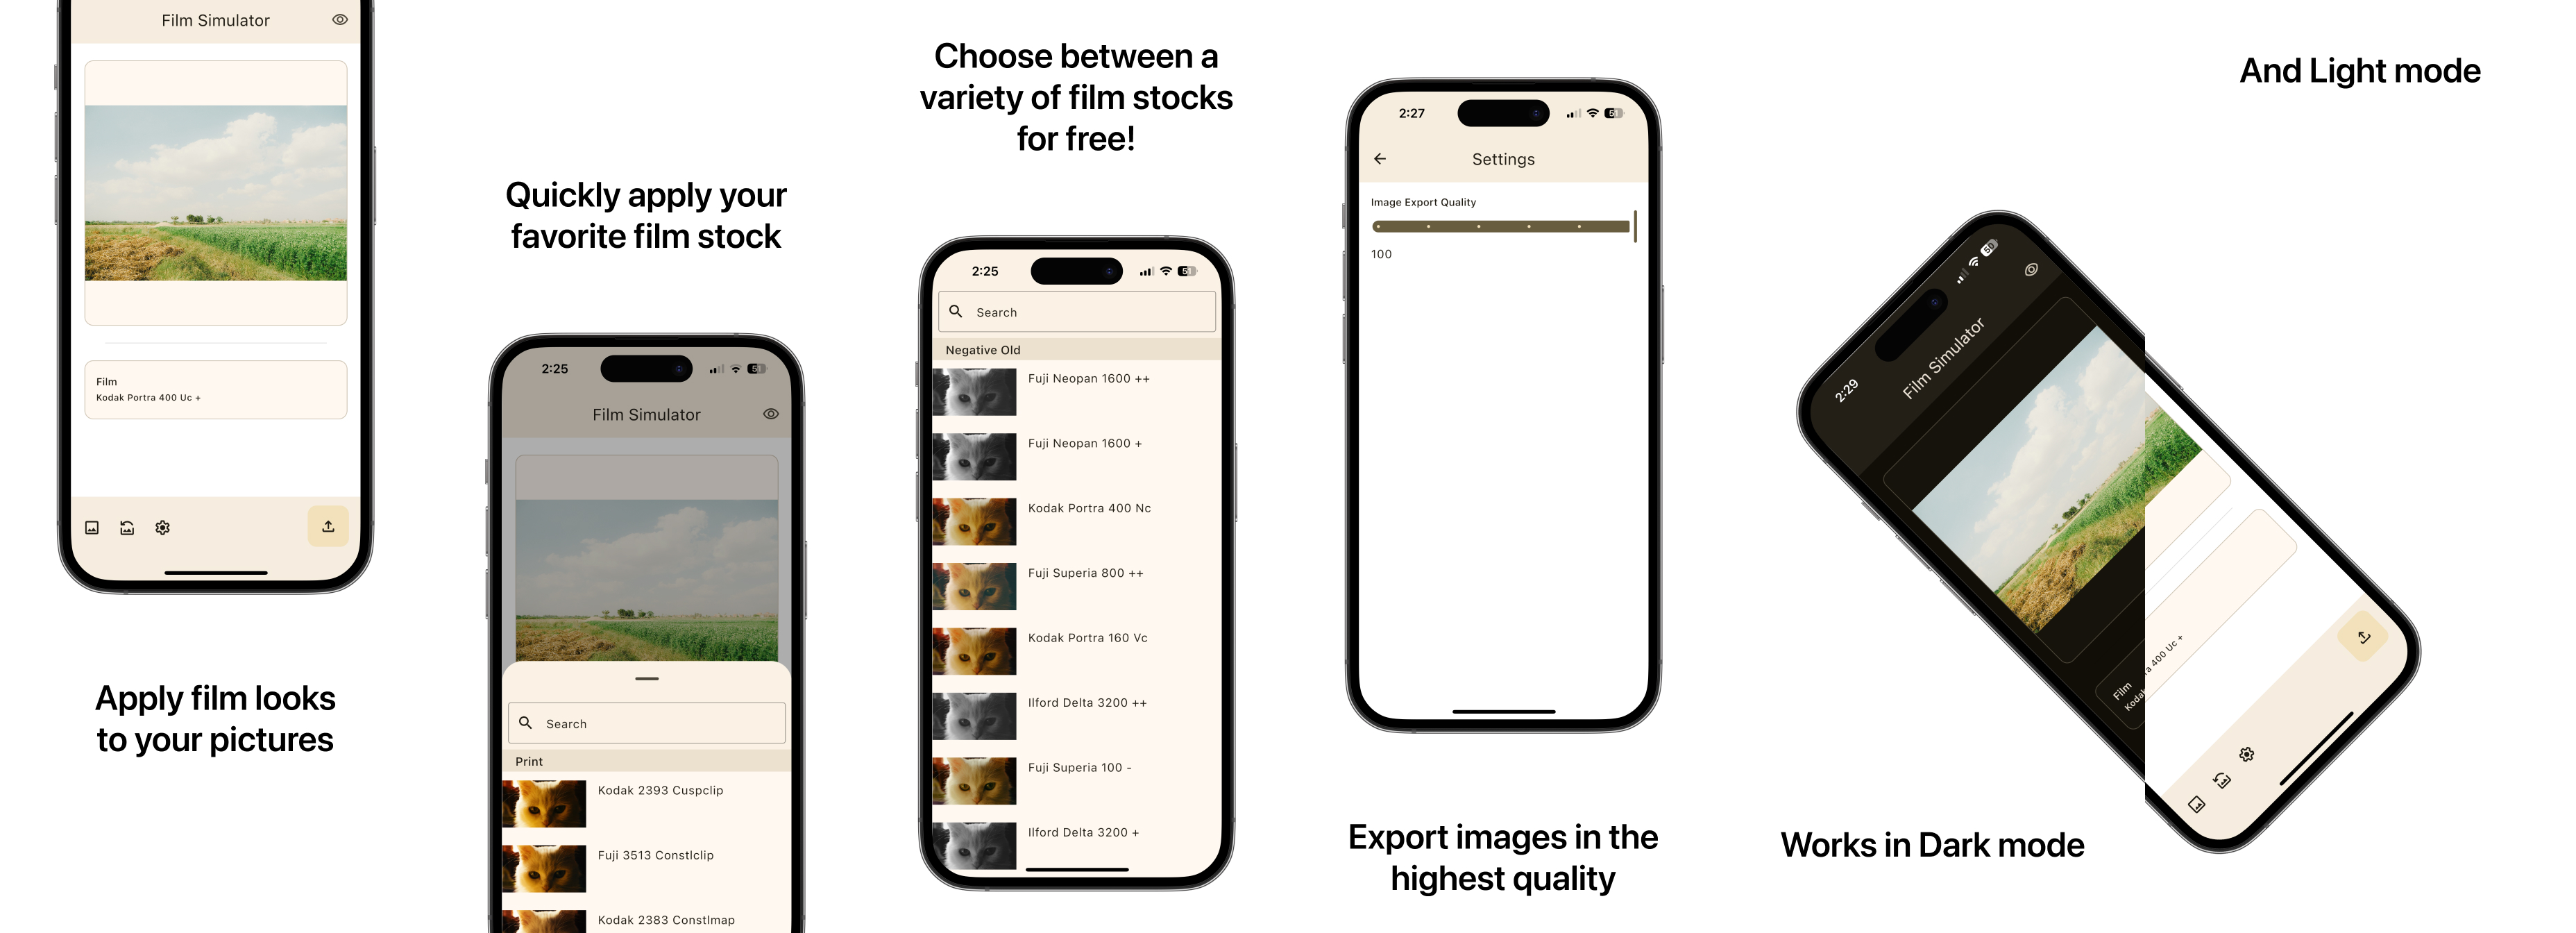 Film Simulator
Film
Kodak Portra 400 Uc +
Apply film looks
to your pictures
Quickly apply your
favorite film stock
2:25
51
Film Simulator
Search
Print
Kodak 2393 Cuspclip
Fuji 3513 Constlclip
Kodak 2383 Constlmap
Choose between a
variety of film stocks
for free!
2:25
51
Search
Negative Old
Fuji Neopan 1600 ++
Fuji Neopan 1600 +
Kodak Portra 400 Nc
Fuji Superia 800 ++
Kodak Portra 160 Vc
Ilford Delta 3200 ++
Fuji Superia 100 -
Ilford Delta 3200 +
2:27
Settings
Image Export Quality
100
Export images in the
highest quality
2:29
50
Film Simulator
Film
Kodak
400 Uc +
Works in Dark mode
And Light mode